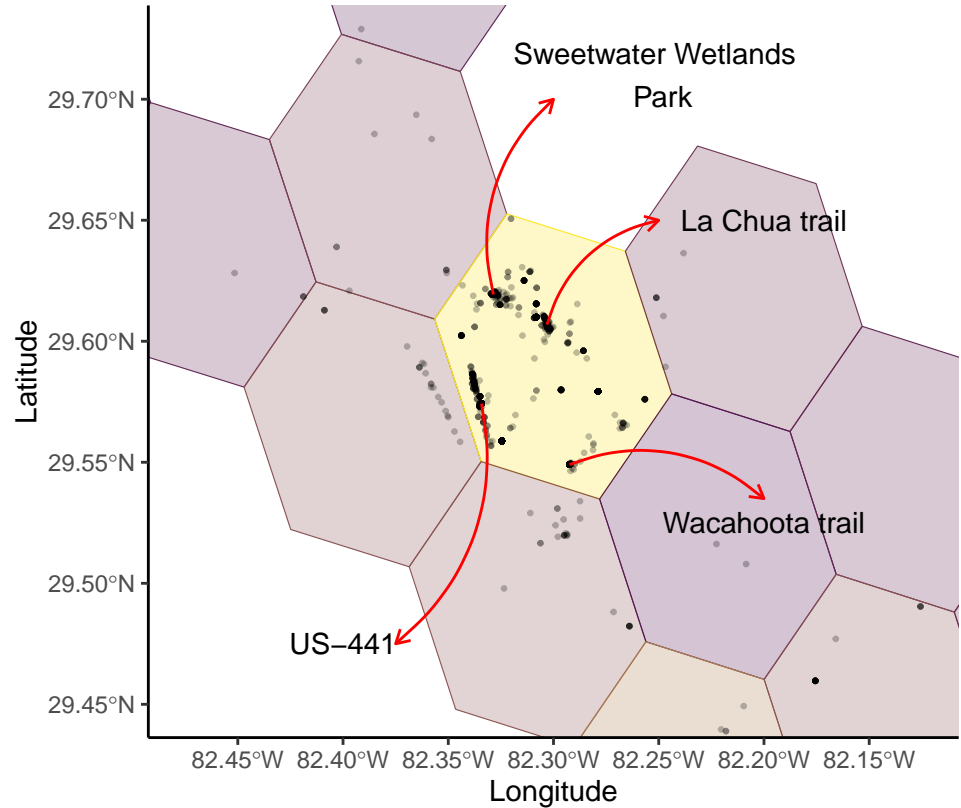 Sweetwater Wetlands
Park
La Chua trail
Wacahoota trail
US−441
Latitude
29.70°N
29.65°N
29.60°N
29.55°N
29.50°N
29.45°N
82.45°W 82.40°W 82.35°W 82.30°W 82.25°W 82.20°W 82.15°W
Longitude